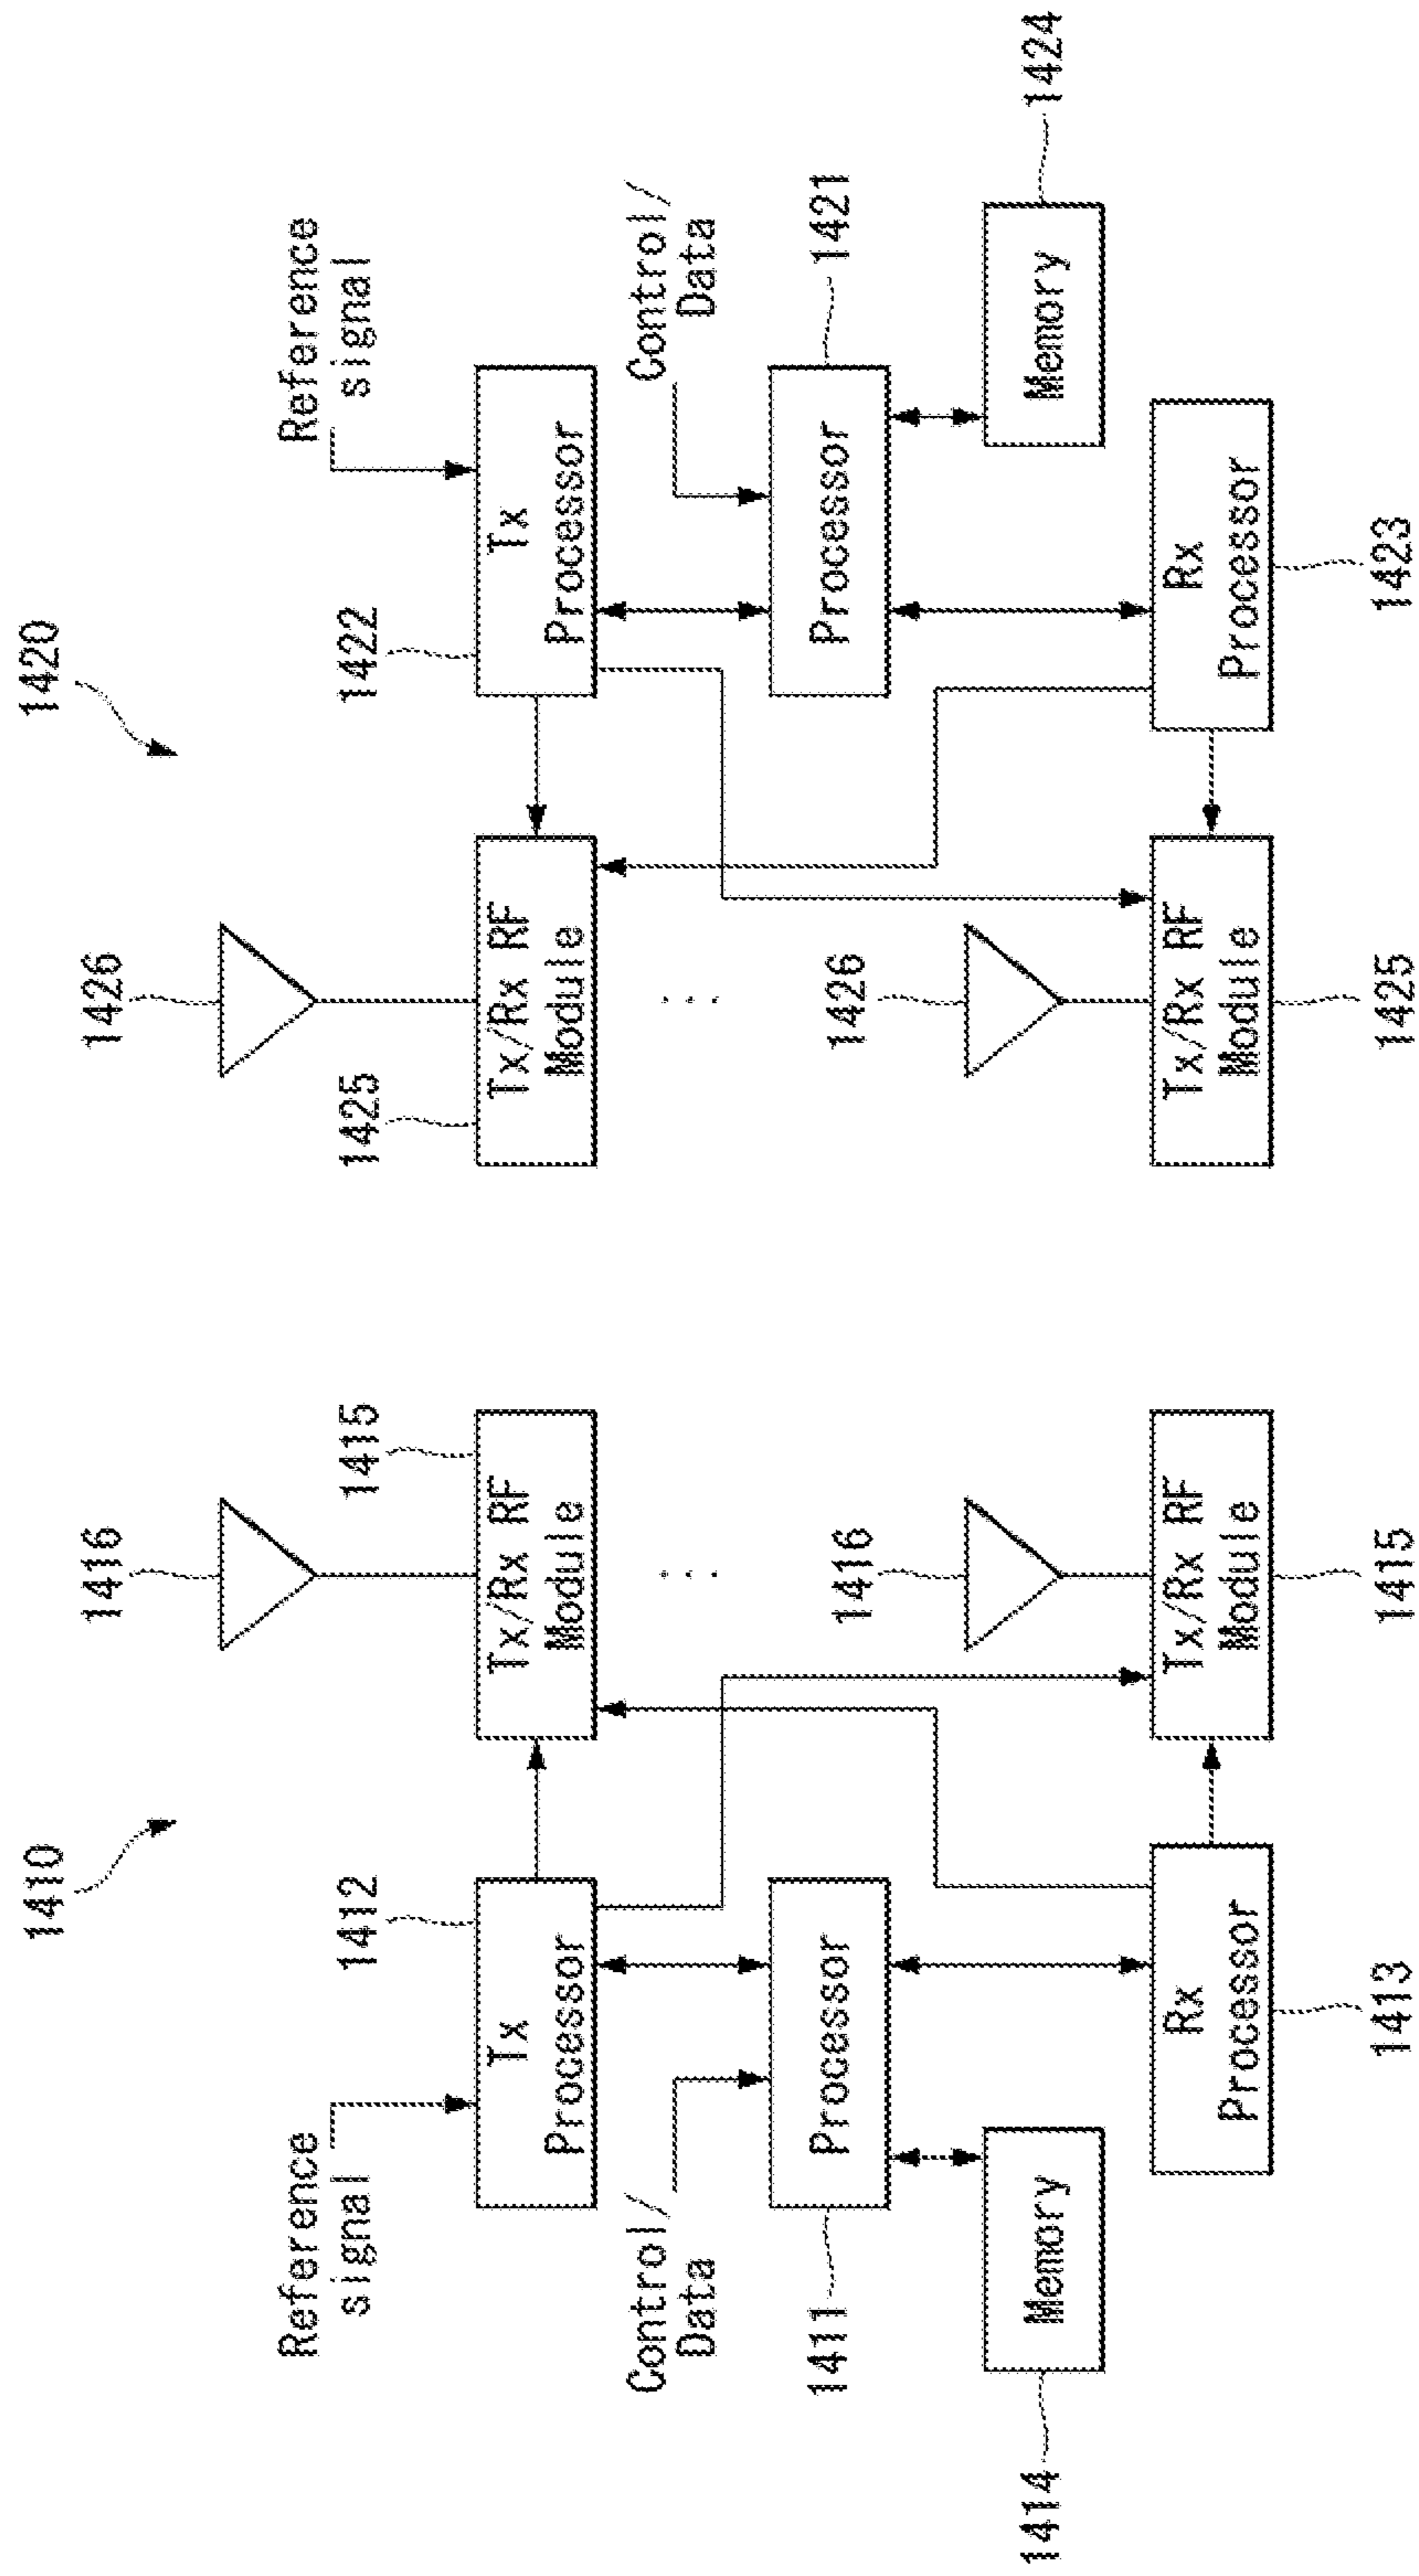 1410
1420
1416
1426
Reference
signal
1412
1415
1425
1422
Reference
signal
Tx
Processor
Tx/Rx RF
Module
Tx/Rx RF
Module
Tx
Processor
Control/
Data
Control/
Data
1411
Processor
1416
1426
Processor
1421
1414
Memory
Memory
1424
Rx
Processor
Tx/Rx RF
Module
Tx/Rx RF
Module
Rx
Processor
1413
1415
1425
1423